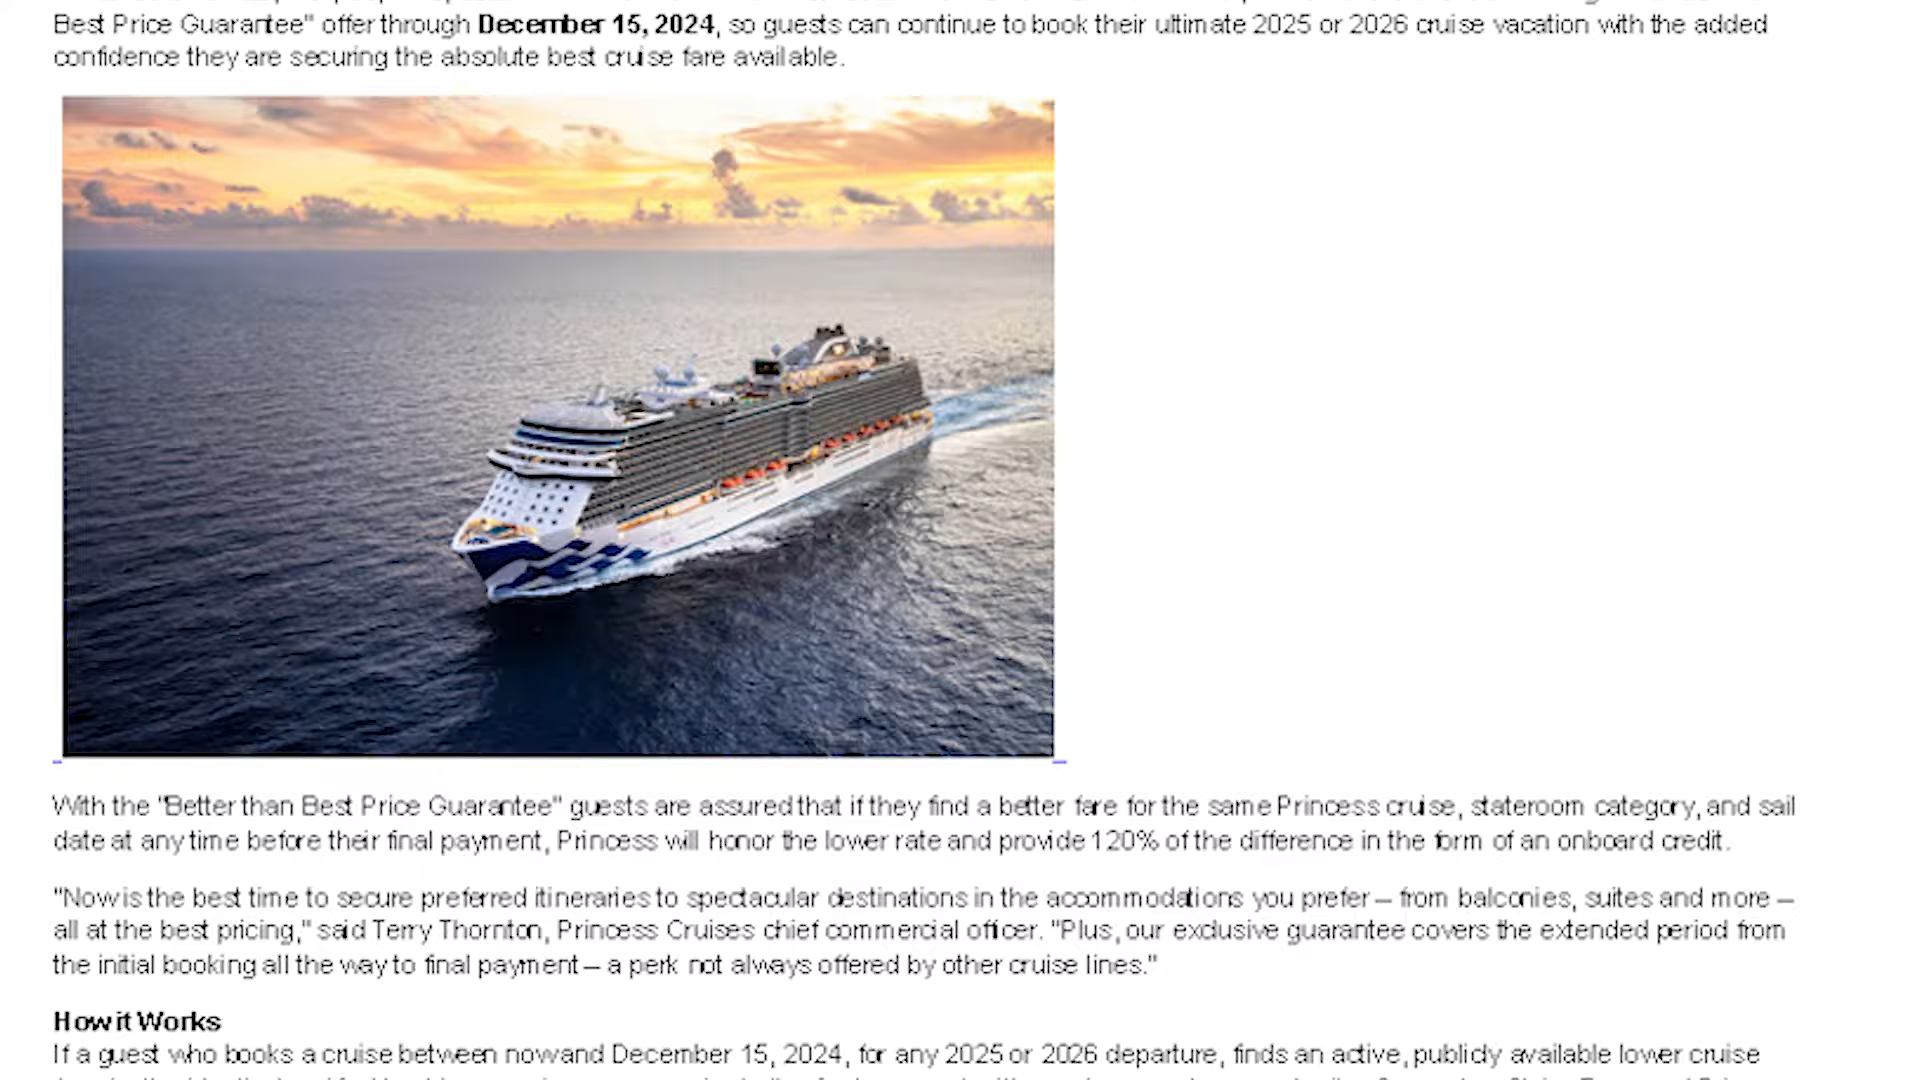 Best Price Guarantee" offer through December 15, 2024, so guests can continue to book their ultimate 2025 or 2026 cruise vacation with the added
confidence they are securing the absolute best cruise fare available.
With the "Better than Best Price Guarantee" guests are assured that if they find a better fare for the same Princess cruise, stateroom category, and sail
date at any time before their final payment, Princess will honor the lower rate and provide 120% of the difference in the form of an onboard credit.
"Now is the best time to secure preferred itineraries to spectacular destinations in the accommodations you prefer – from balconies, suites and more –
all at the best pricing," said Terry Thornton, Princess Cruises chief commercial officer. "Plus, our exclusive guarantee covers the extended period from
the initial booking all the way to final payment – a perk not always offered by other cruise lines."
How it Works
If a guest who books a cruise between now and December 15, 2024, for any 2025 or 2026 departure, finds an active, publicly available lower cruise